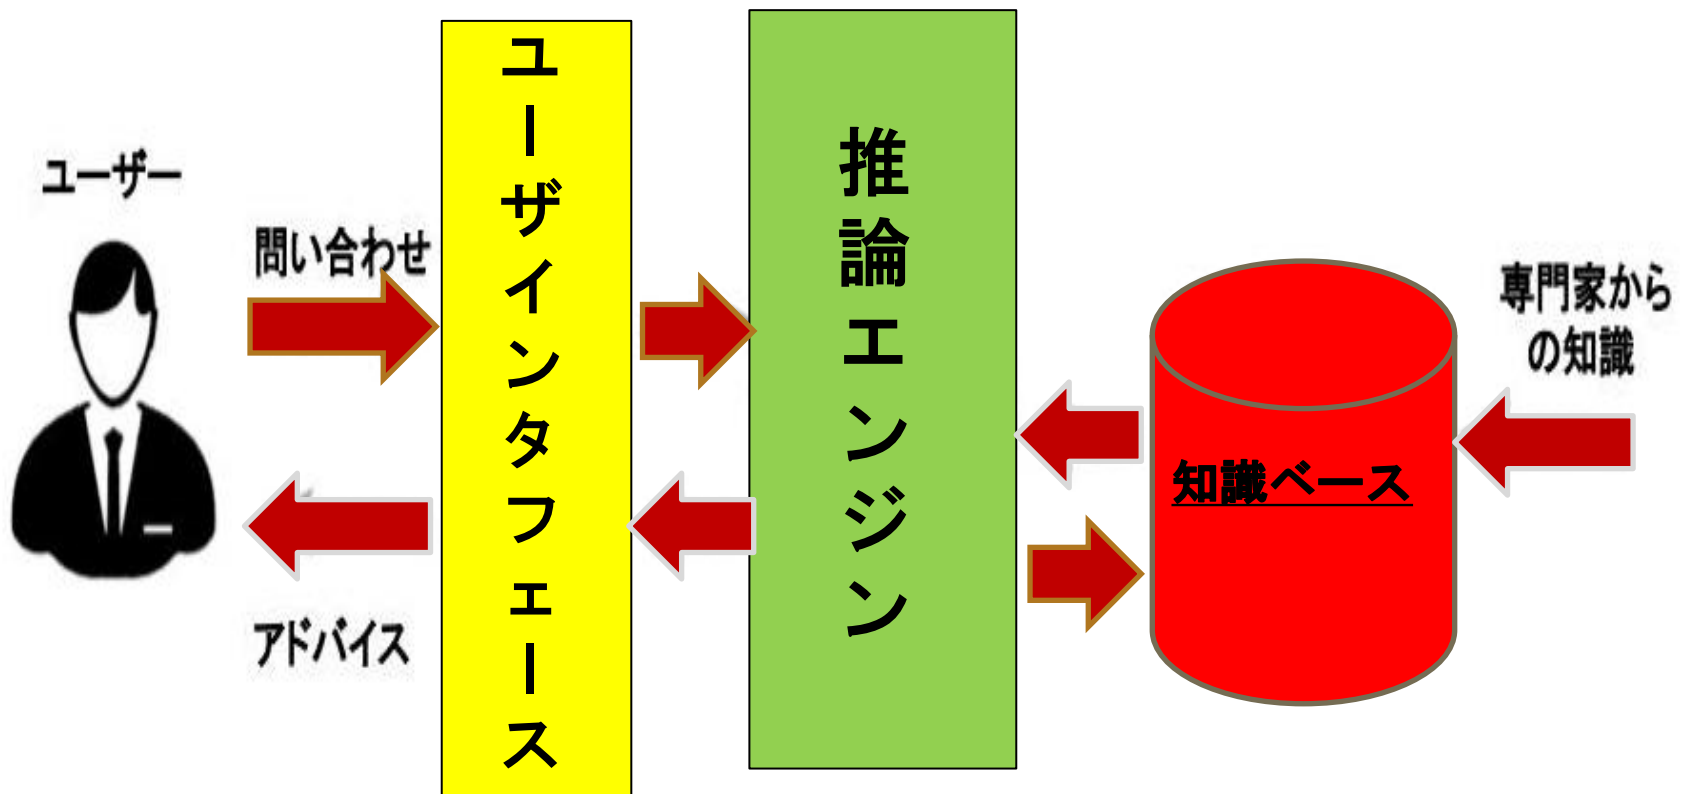 ユーザー
問い合わせ
アドバイス
ユーザインタフェース
推論エンジン
知識ベース
専門家から
の知識